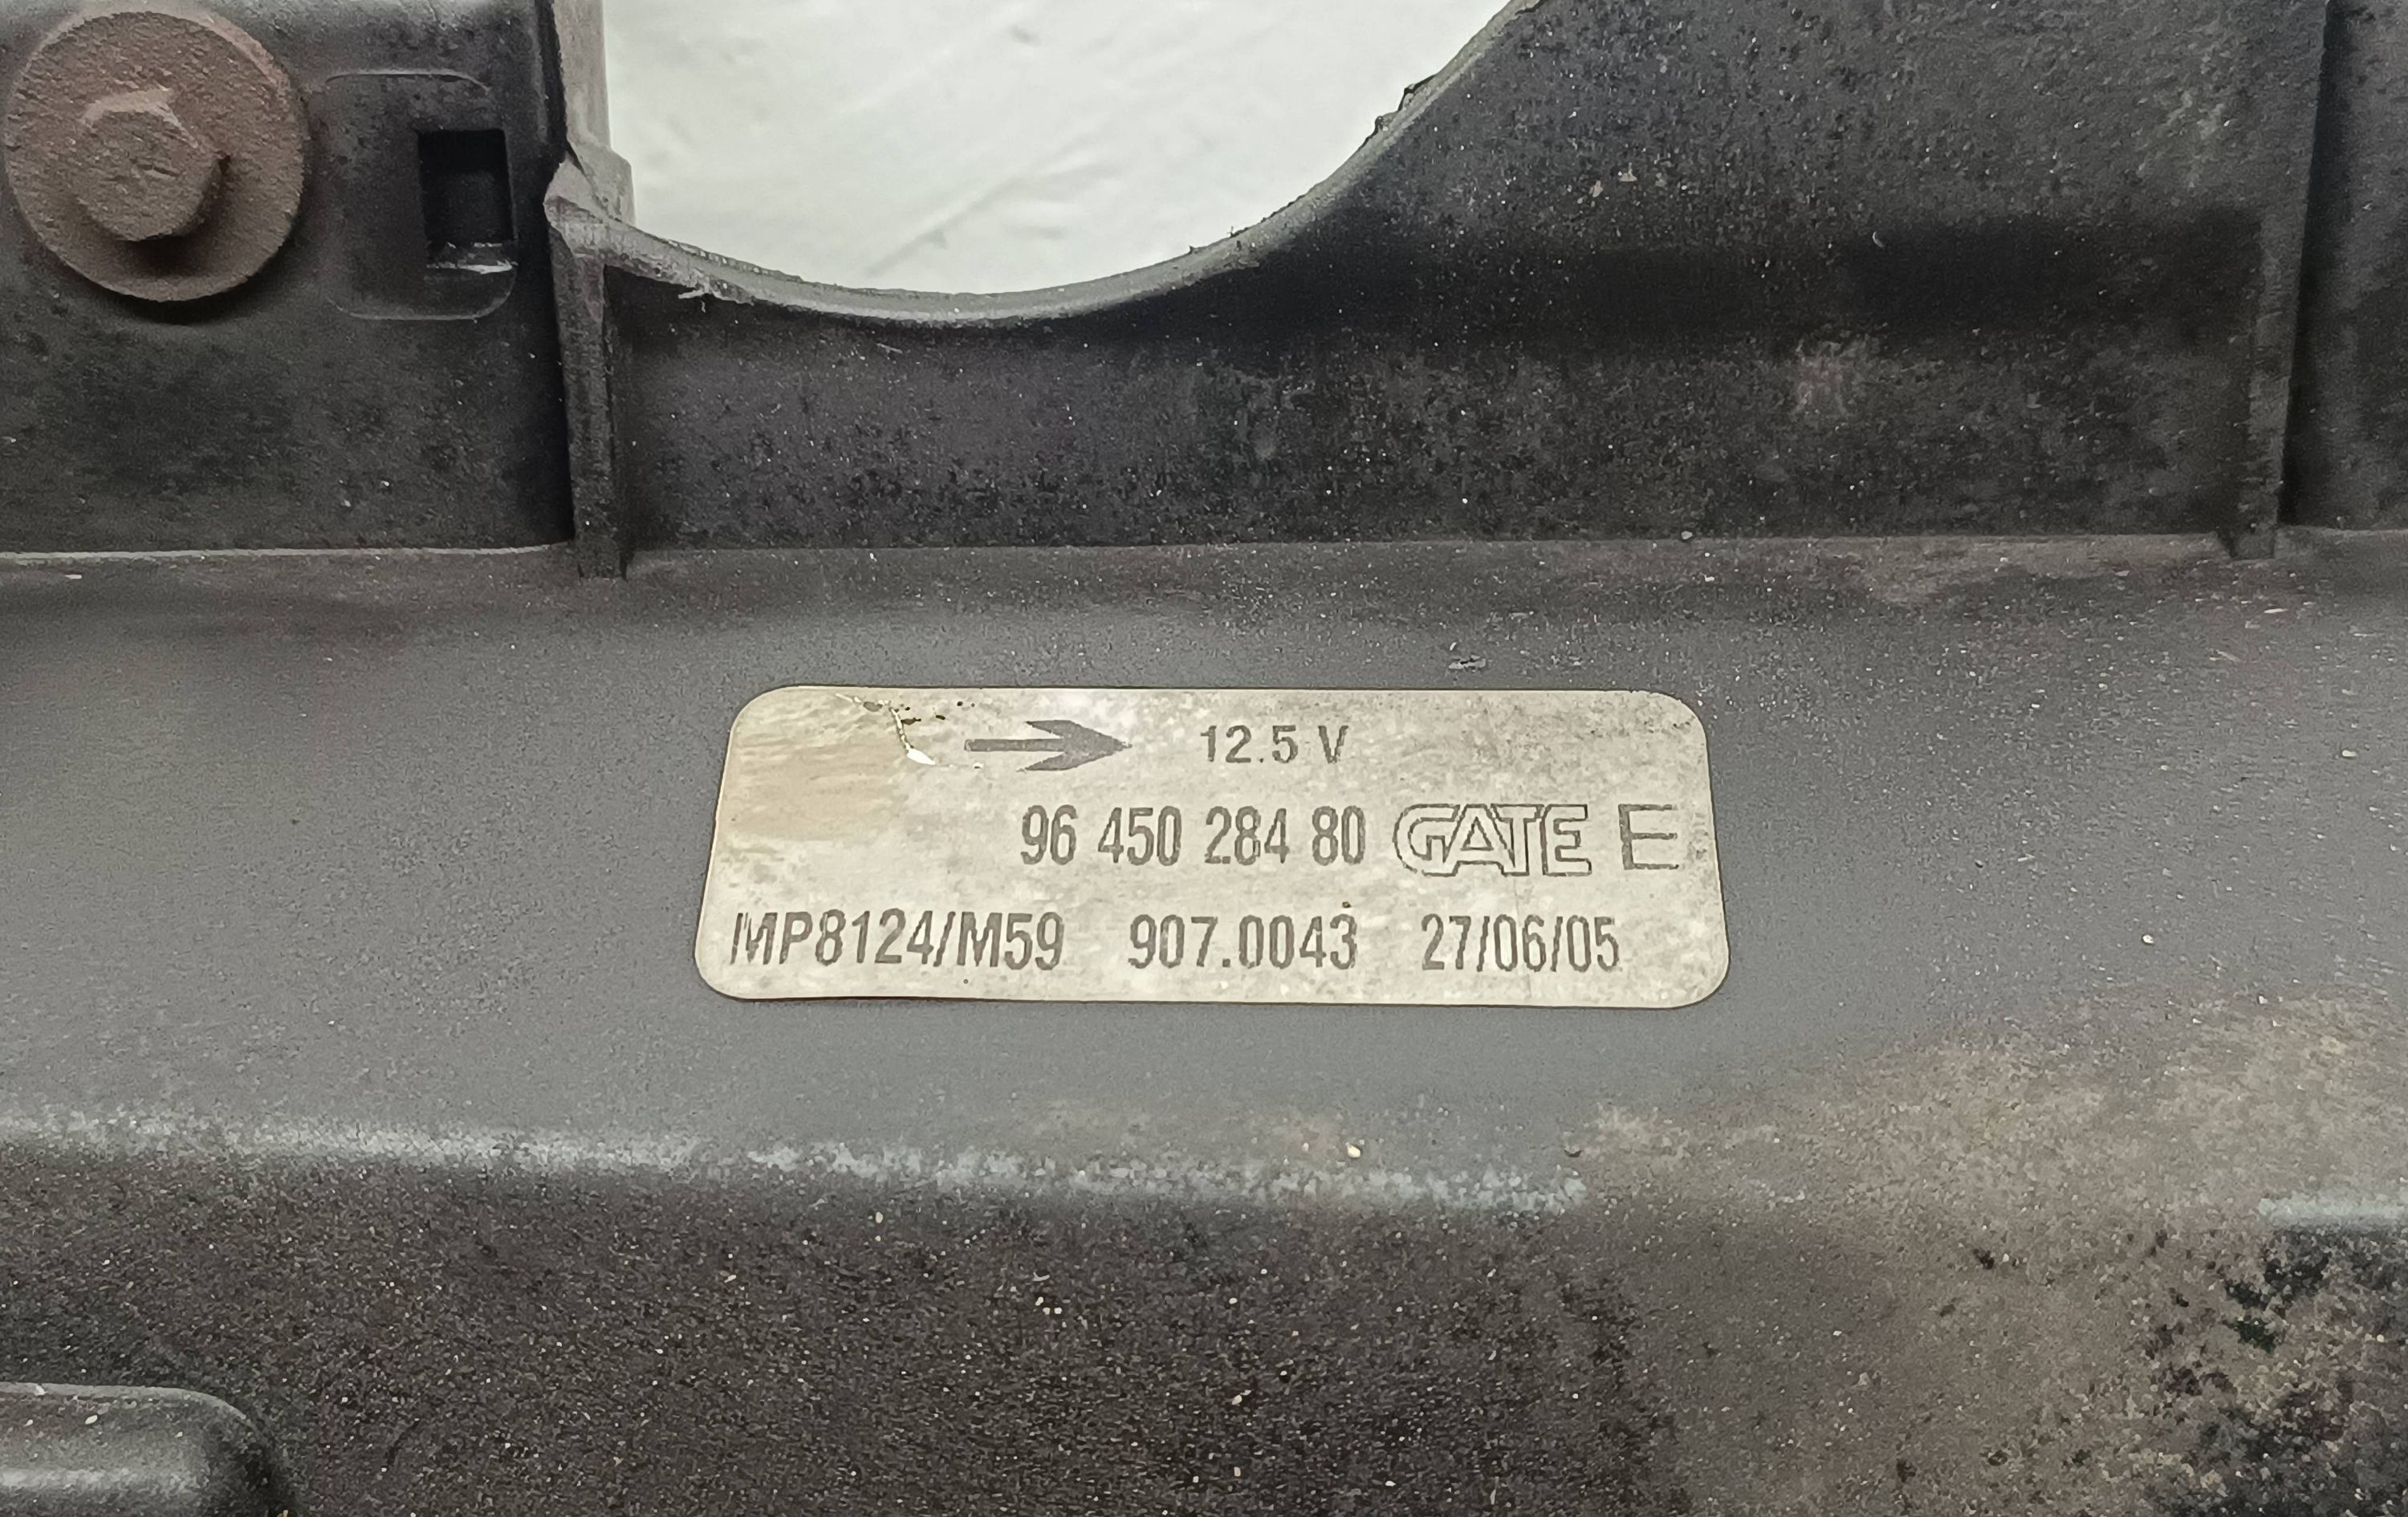 12.5 V
96 450 284 80 GATE E
MP8124/M59 907.0043 27/06/05